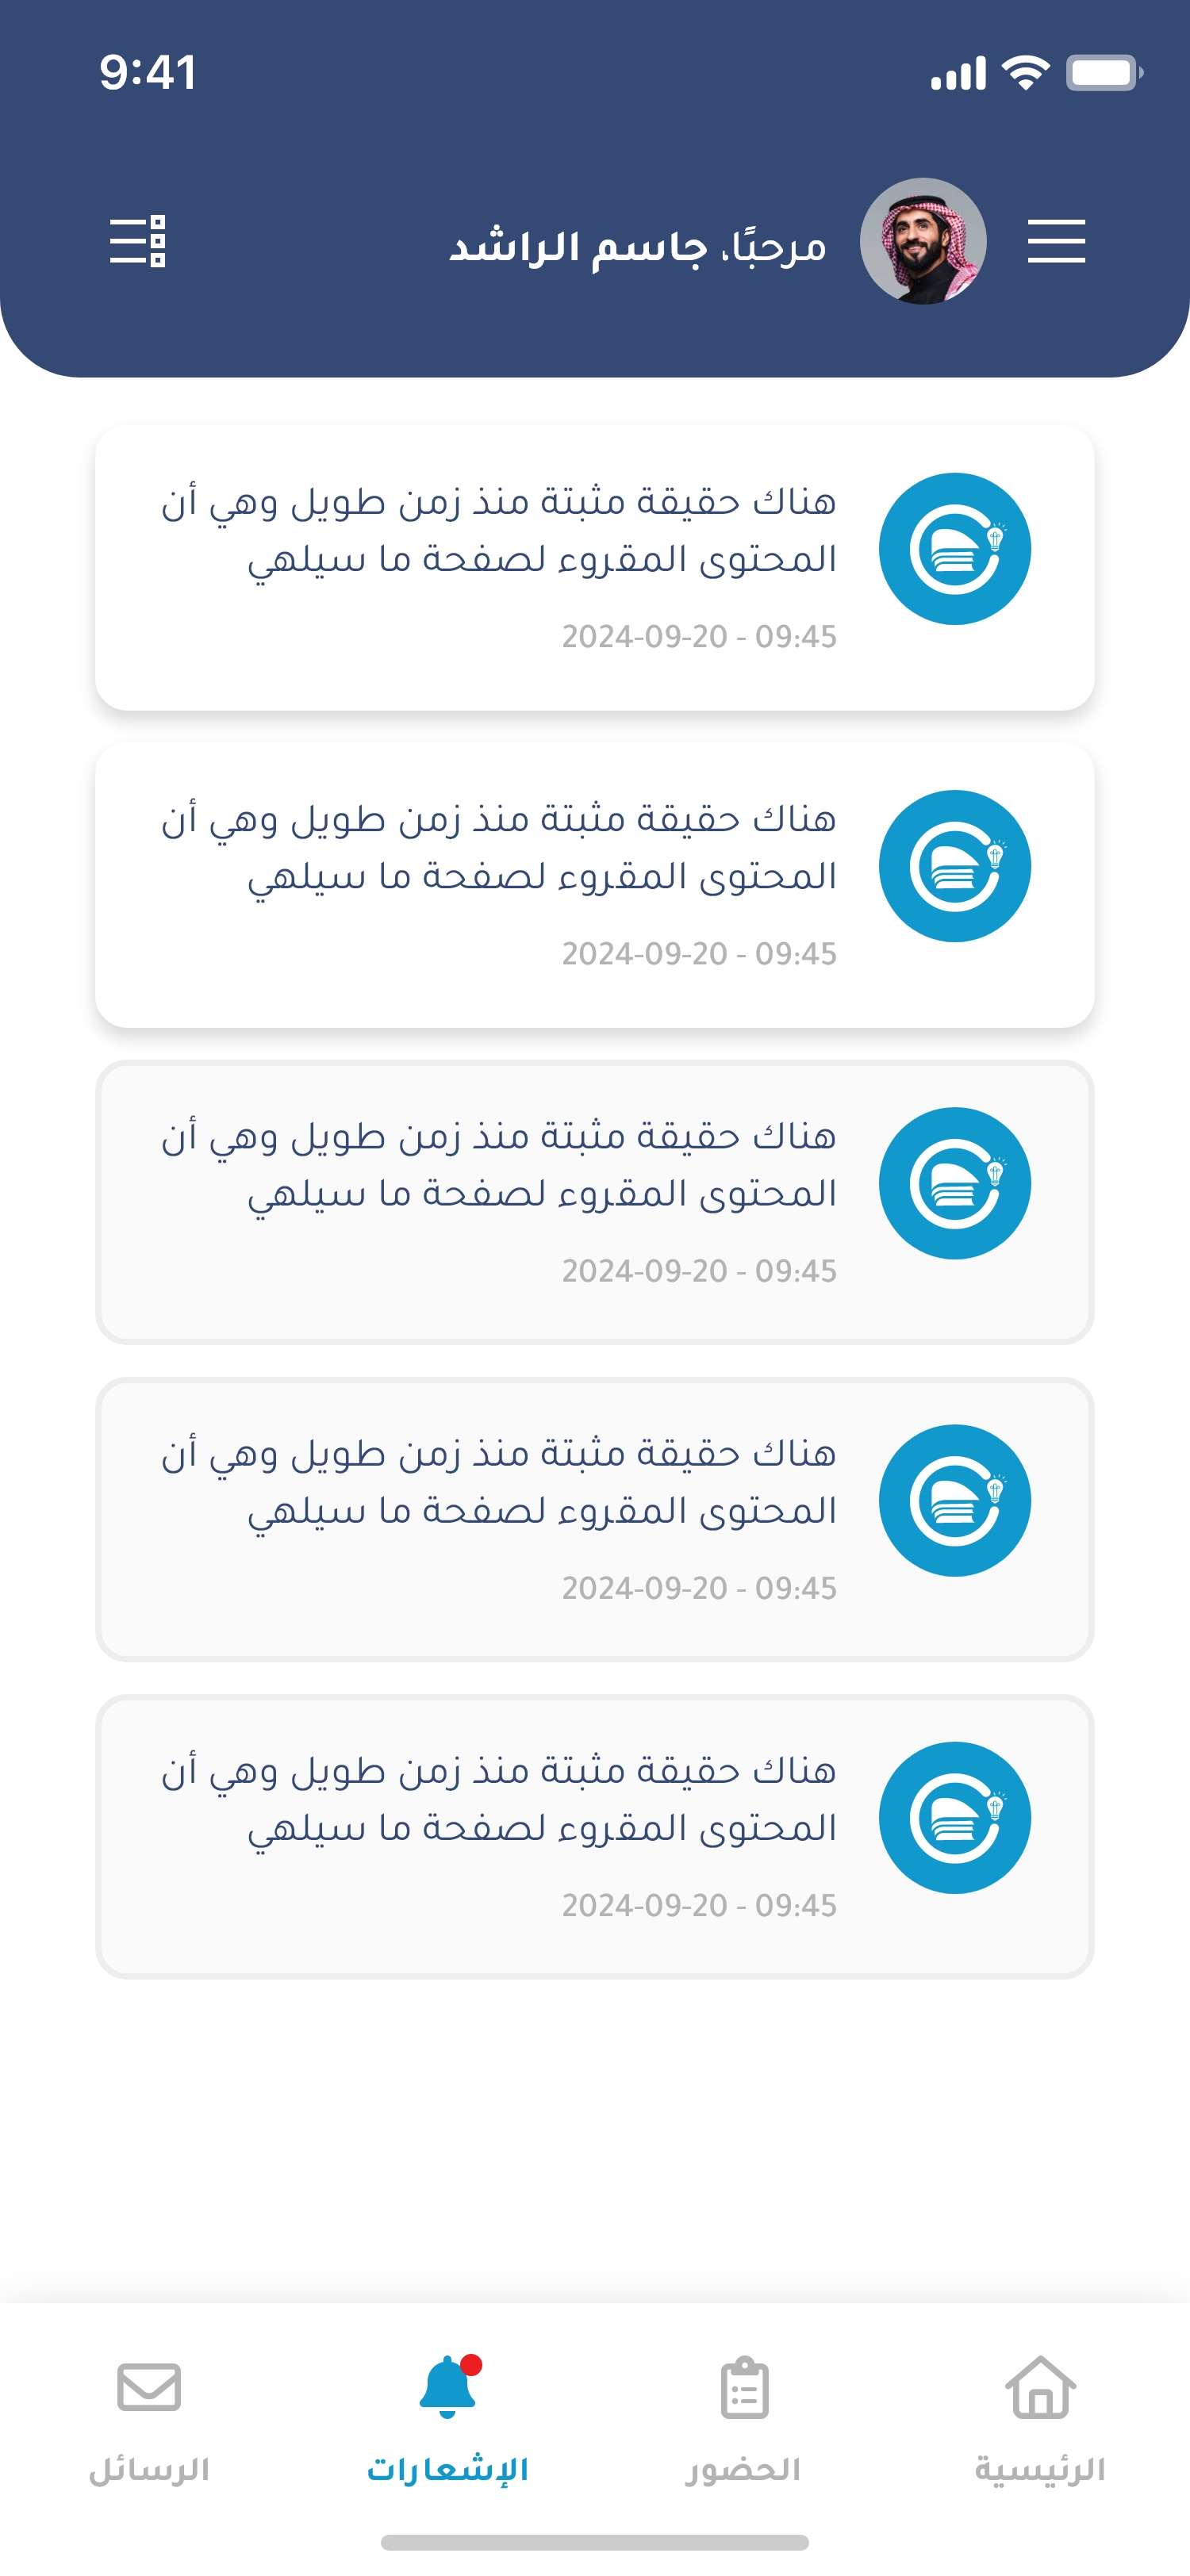 9:41
مرحبًا، جاسم الراشد
هناك حقيقة مثبتة منذ زمن طويل وهي أن
المحتوى المقروء لصفحة ما سيلهي
2024-09-20 - 09:45
هناك حقيقة مثبتة منذ زمن طويل وهي أن
المحتوى المقروء لصفحة ما سيلهي
2024-09-20 - 09:45
هناك حقيقة مثبتة منذ زمن طويل وهي أن
المحتوى المقروء لصفحة ما سيلهي
2024-09-20 - 09:45
هناك حقيقة مثبتة منذ زمن طويل وهي أن
المحتوى المقروء لصفحة ما سيلهي
2024-09-20 - 09:45
هناك حقيقة مثبتة منذ زمن طويل وهي أن
المحتوى المقروء لصفحة ما سيلهي
2024-09-20 - 09:45
الرئيسية
الحضور
الإشعارات
الرسائل